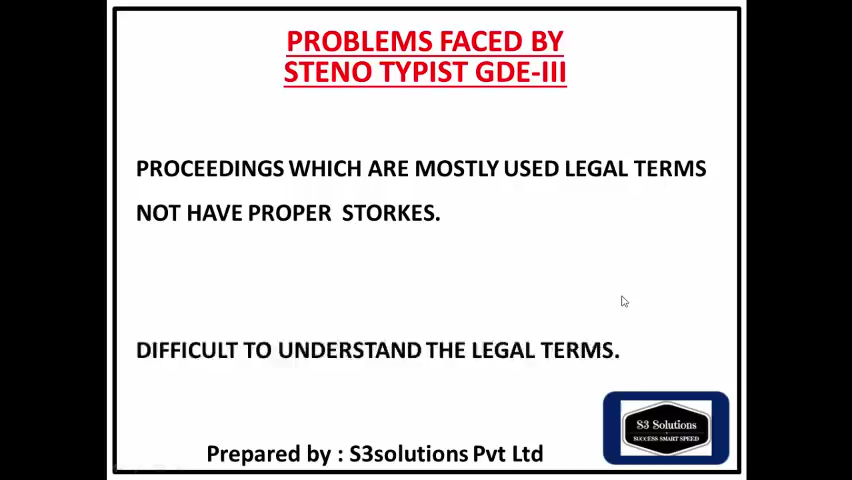 PROBLEMS FACED BY
STENO TYPIST GDE-III
PROCEEDINGS WHICH ARE MOSTLY USED LEGAL TERMS
NOT HAVE PROPER STORKES.
DIFFICULT TO UNDERSTAND THE LEGAL TERMS.
S3 Solutions
SUCCESS SMART SPEED
Prepared by : S3solutions Pvt Ltd